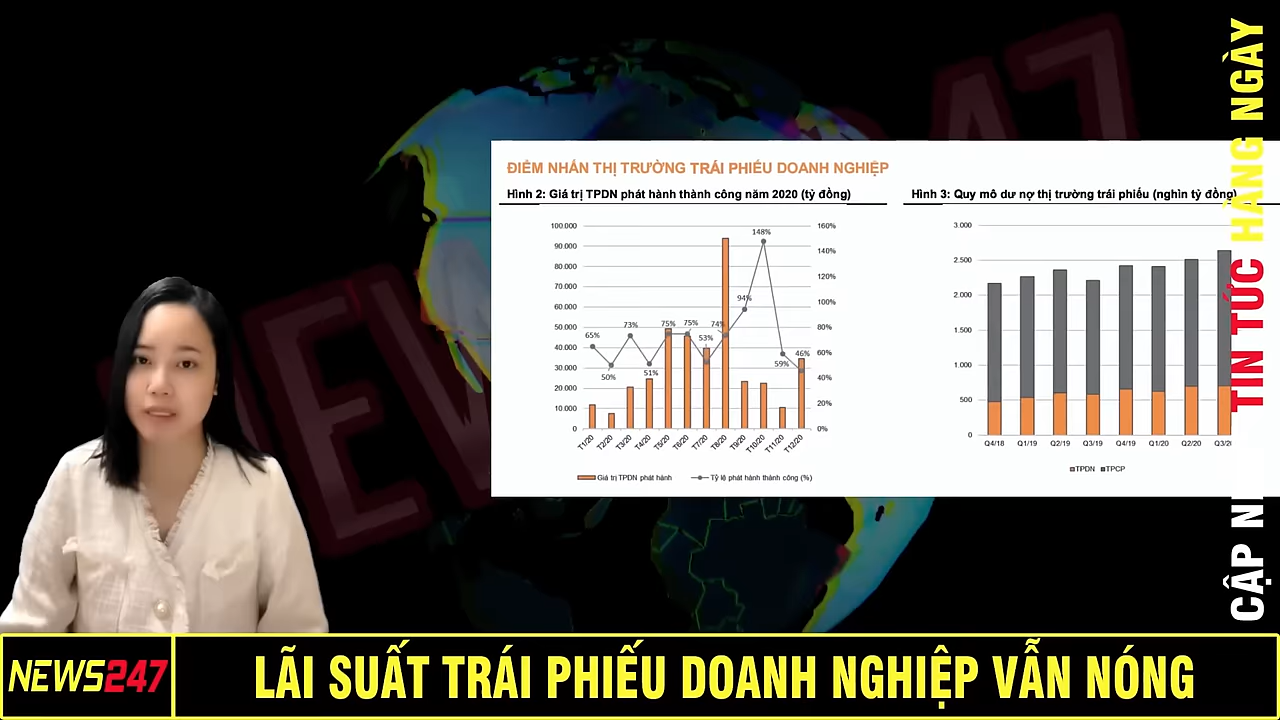 ĐIỂM NHẤN THỊ TRƯỜNG TRÁI PHIẾU DOANH NGHIỆP
Hình 2: Giá trị TPDN phát hành thành công năm 2020 (tỷ đồng)
100.000
90.000
80.000
70.000
60.000
50.000
40.000
30.000
20.000
10.000
0
160%
140%
120%
100%
80%
60%
40%
20%
0%
65%
50%
73%
51%
75%
75%
53%
74%
94%
148%
59%
46%
T1/20
T2/20
T3/20
T4/20
T5/20
T6/20
T7/20
T8/20
T9/20
T10/20
T11/20
T12/20
Giá trị TPDN phát hành
Tỷ lệ phát hành thành công (%)
Hình 3: Quy mô dư nợ thị trường trái phiếu (nghìn tỷ đồng)
3.000
2.500
2.000
1.500
1.000
500
0
Q4/18
Q1/19
Q2/19
Q3/19
Q4/19
Q1/20
Q2/20
Q3/20
TPDN
TPCP
CẬP N
TIN TỨC HÀNG NGÀY
NEWS247
LÃI SUẤT TRÁI PHIẾU DOANH NGHIỆP VẪN NÓNG